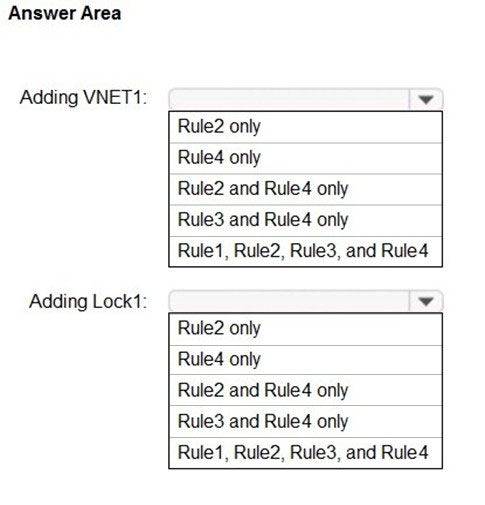 Answer Area
Adding VNET1:
Rule2 only
Rule4 only
Rule2 and Rule4 only
Rule3 and Rule4 only
Rule1, Rule2, Rule3, and Rule4
Adding Lock1:
Rule2 only
Rule4 only
Rule2 and Rule4 only
Rule3 and Rule4 only
Rule1, Rule2, Rule3, and Rule4